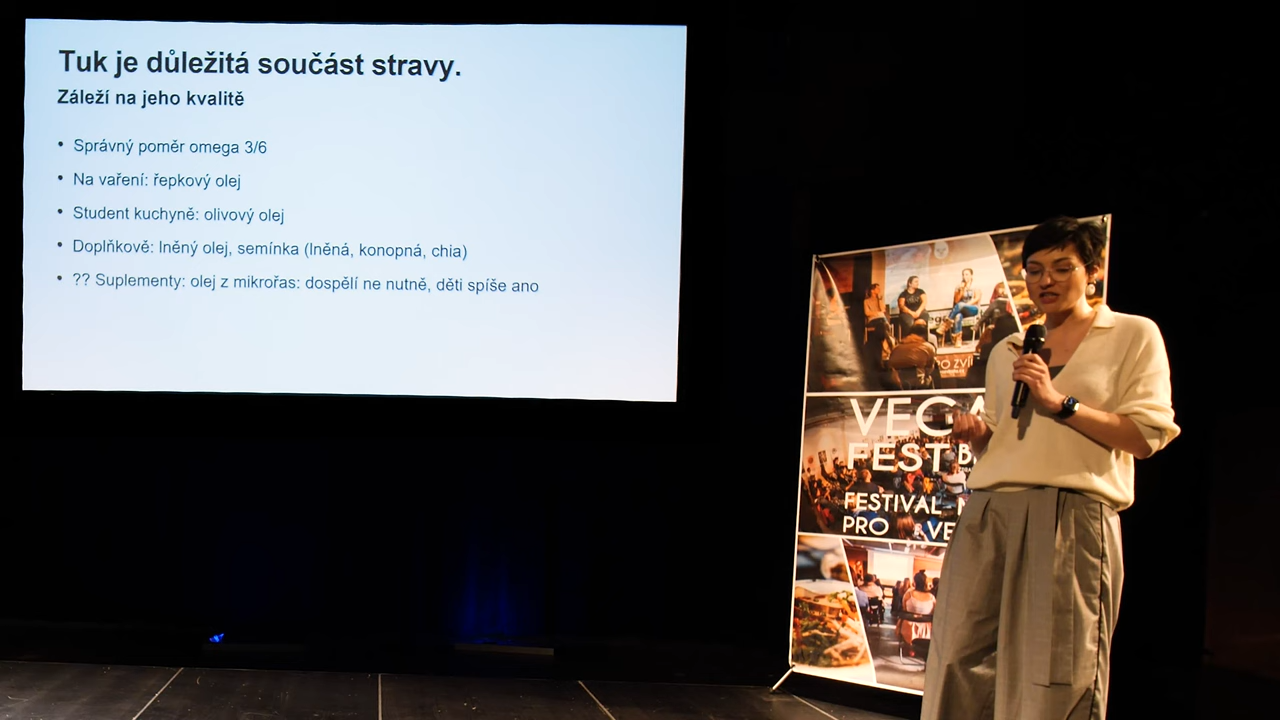 Tuk je důležitá součást stravy.
Záleží na jeho kvalitě
• Správný poměr omega 3/6
• Na vaření: řepkový olej
• Student kuchyně: olivový olej
• Doplňkově: lněný olej, semínka (lněná, konopná, chia)
• ?? Suplementy: olej z mikrořas: dospělí ne nutně, děti spíše ano
VEGA
FEST
FESTIVAL
PRO